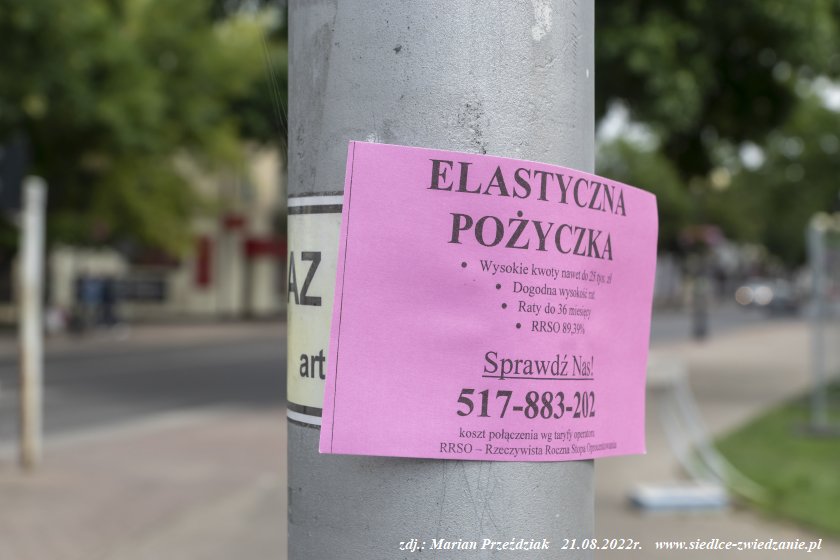 ELASTYCZNA
POŻYCZKA
• Wysokie kwoty nawet do 25 tys. zł
• Dogodna wysokość rat
• Raty do 36 miesięcy
• RRSO 89,39%
Sprawdź Nas!
517-883-202
koszt połączenia wg taryfy operatora
RRSO – Rzeczywista Roczna Stopa Oprocentowania
AZ
art
zdj.: Marian Przeździak 21.08.2022r. www.siedlce-zwiedzanie.pl